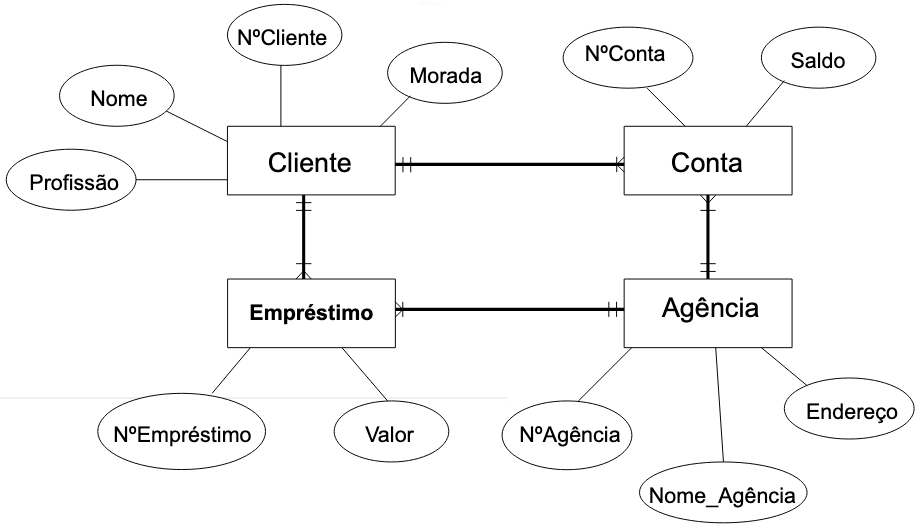 NºCliente
NºConta
Saldo
Morada
Nome
Cliente
Conta
Profissão
Empréstimo
Agência
Endereço
NºEmpréstimo
Valor
NºAgência
Nome_Agência